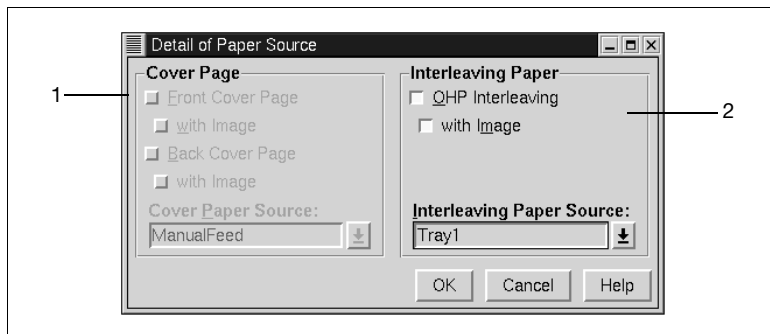 Detail of Paper Source
1
Cover Page
Front Cover Page
with Image
Back Cover Page
with Image
Cover Paper Source:
ManualFeed
2
Interleaving Paper
OHP Interleaving
with Image
Interleaving Paper Source:
Tray1
OK
Cancel
Help